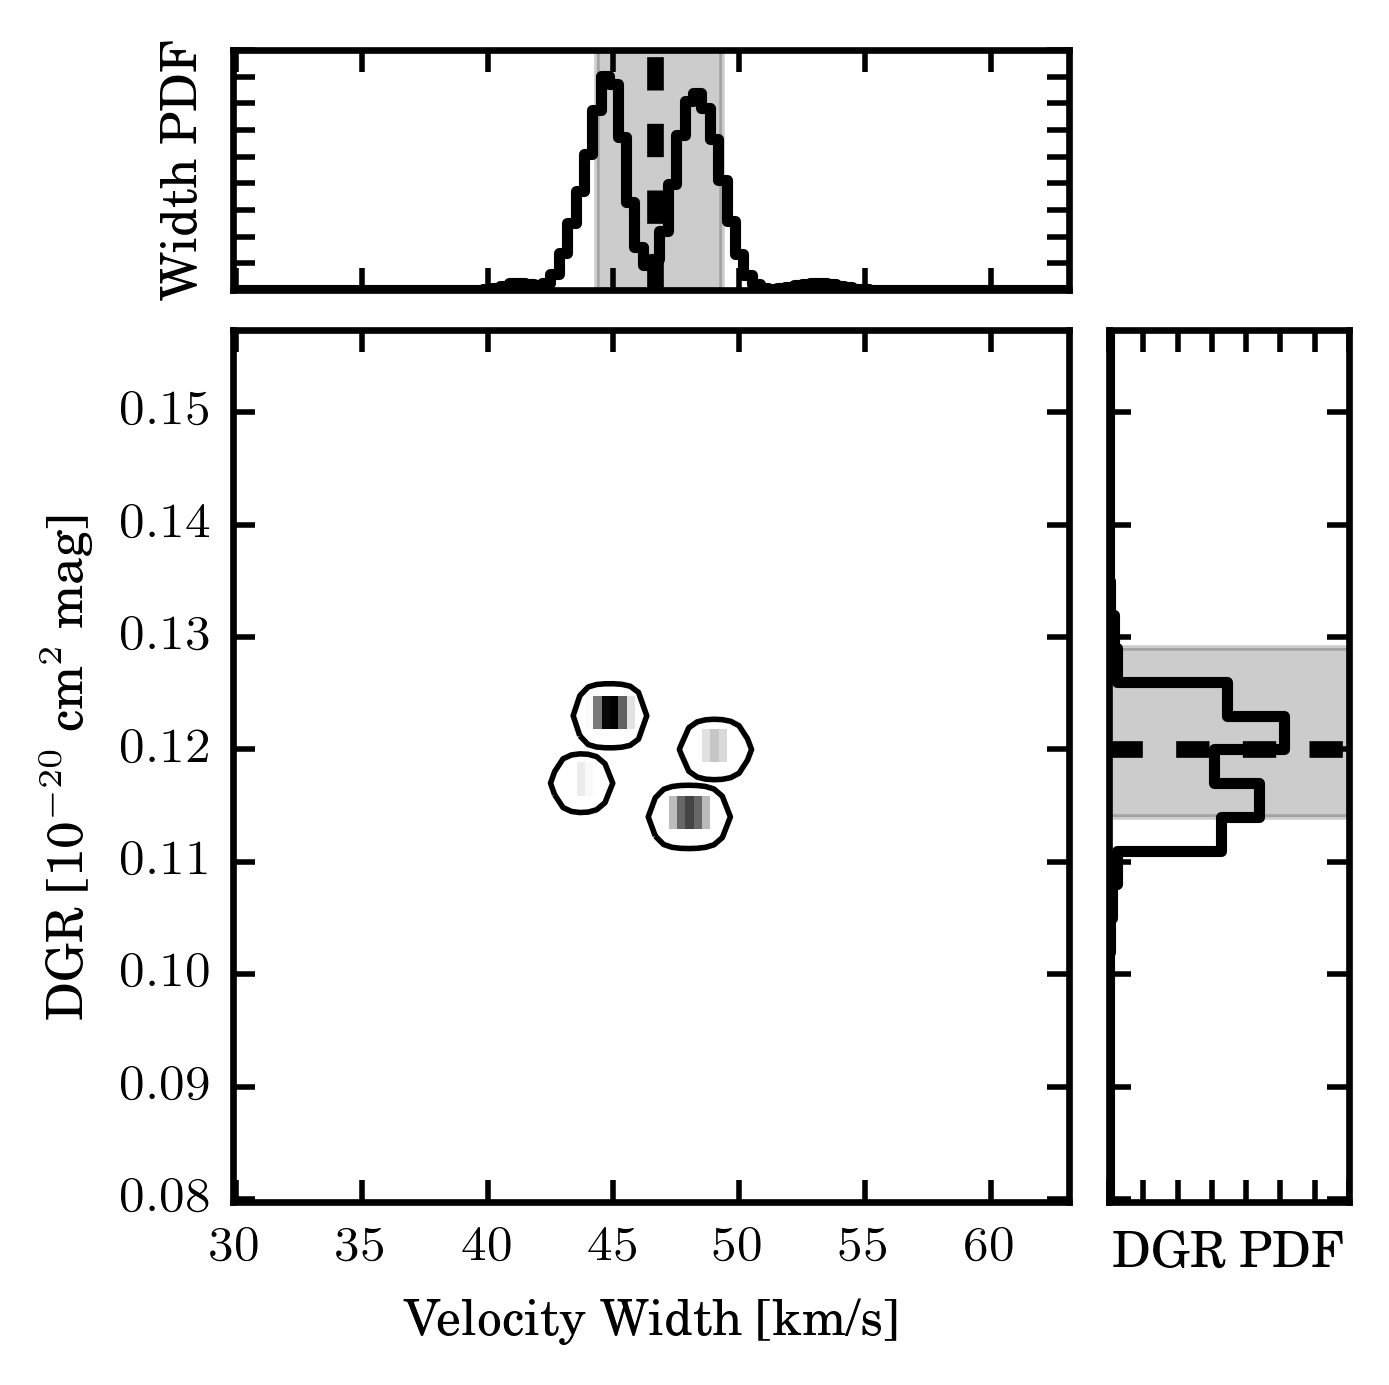 Width PDF
0.15
0.14
0.13
0.12
0.11
0.10
0.09
0.08
DGR [10⁻²⁰ cm² mag]
30 35 40 45 50 55 60
Velocity Width [km/s]
DGR PDF